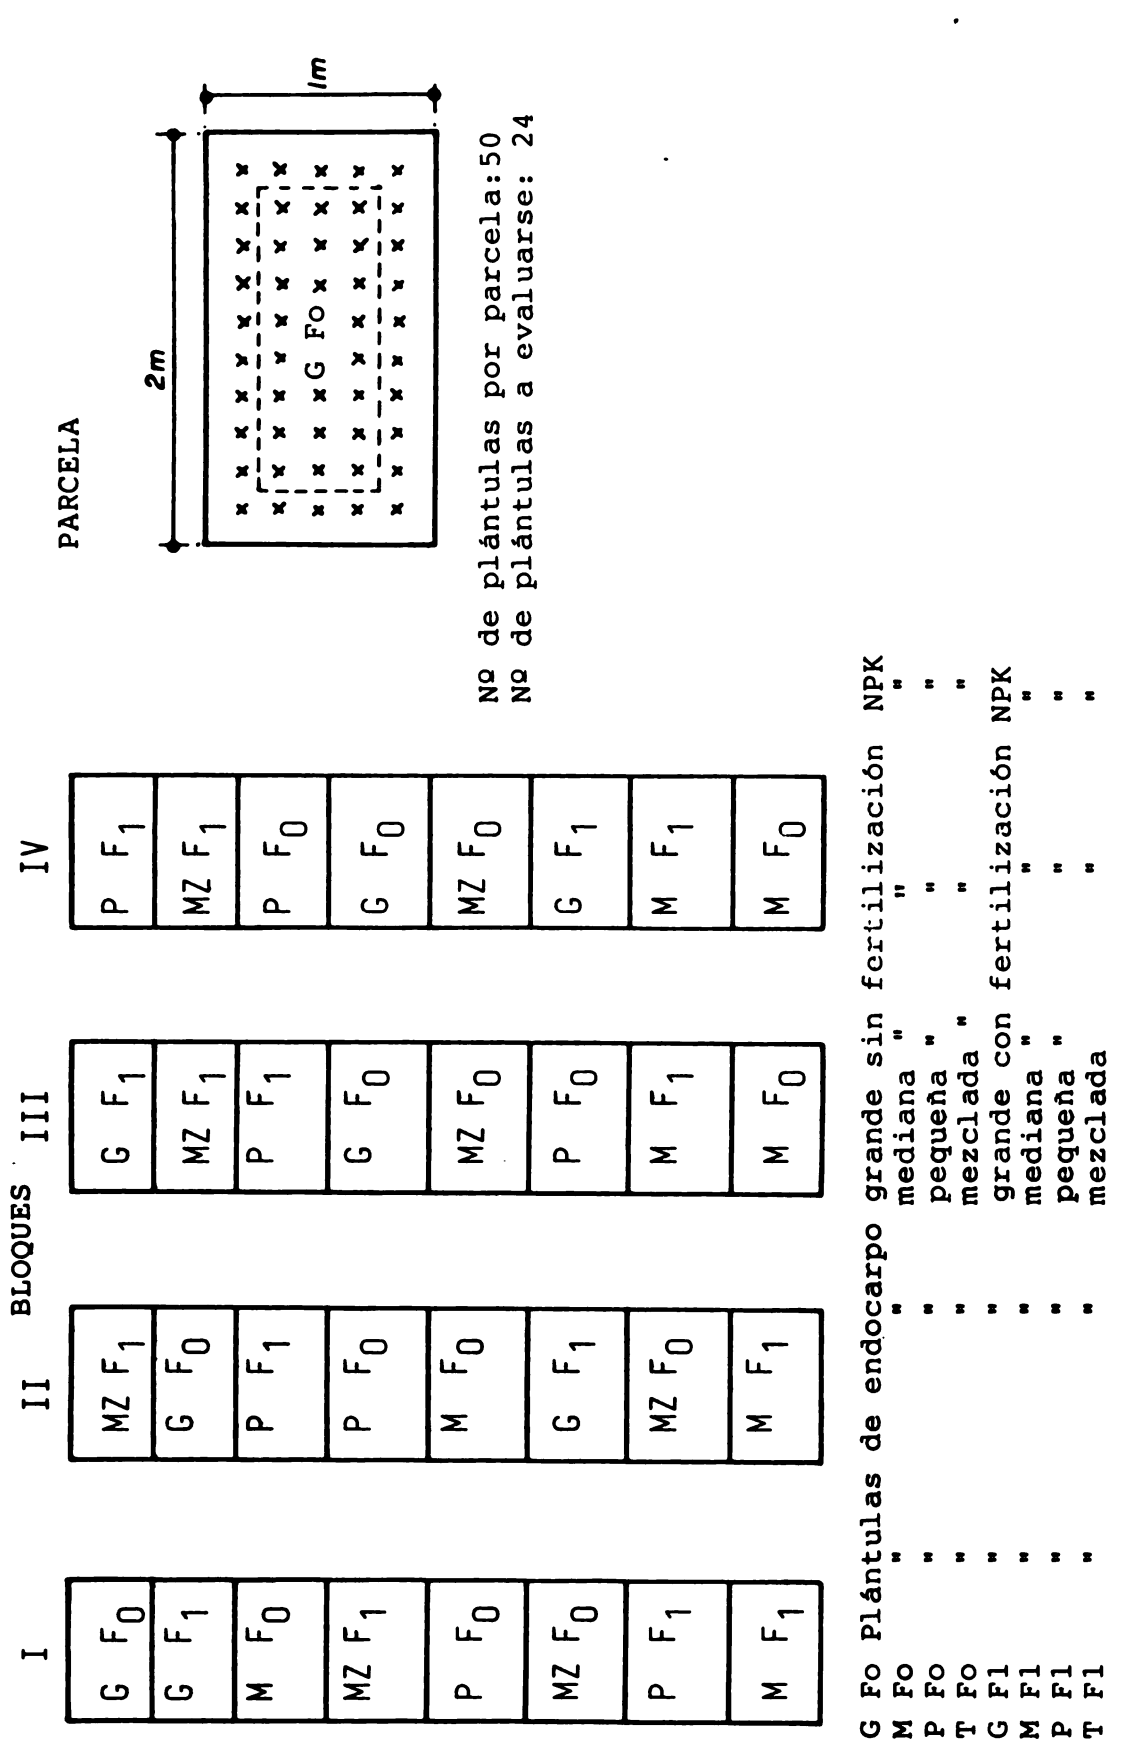 BLOQUES
I
G F0
G F1
M F0
MZ F1
P F0
MZ F0
P F1
M F1
II
MZ F1
G F0
P F1
P F0
M F0
G F1
MZ F0
M F1
III
G F1
MZ F1
P F1
G F0
MZ F0
P F0
M F1
M F0
IV
P F1
MZ F1
P F0
G F0
MZ F0
G F1
M F1
M F0
PARCELA
2m
1m
G Fo
Nº de plántulas por parcela:50
Nº de plántulas a evaluarse: 24
G Fo Plántulas de endocarpo grande sin fertilización NPK
M Fo " " mediana " " "
P Fo " " pequeña " " "
T Fo " " mezclada " " "
G Fl " " grande con fertilización NPK
M Fl " " mediana " " "
P Fl " " pequeña " " "
T Fl " " mezclada " "